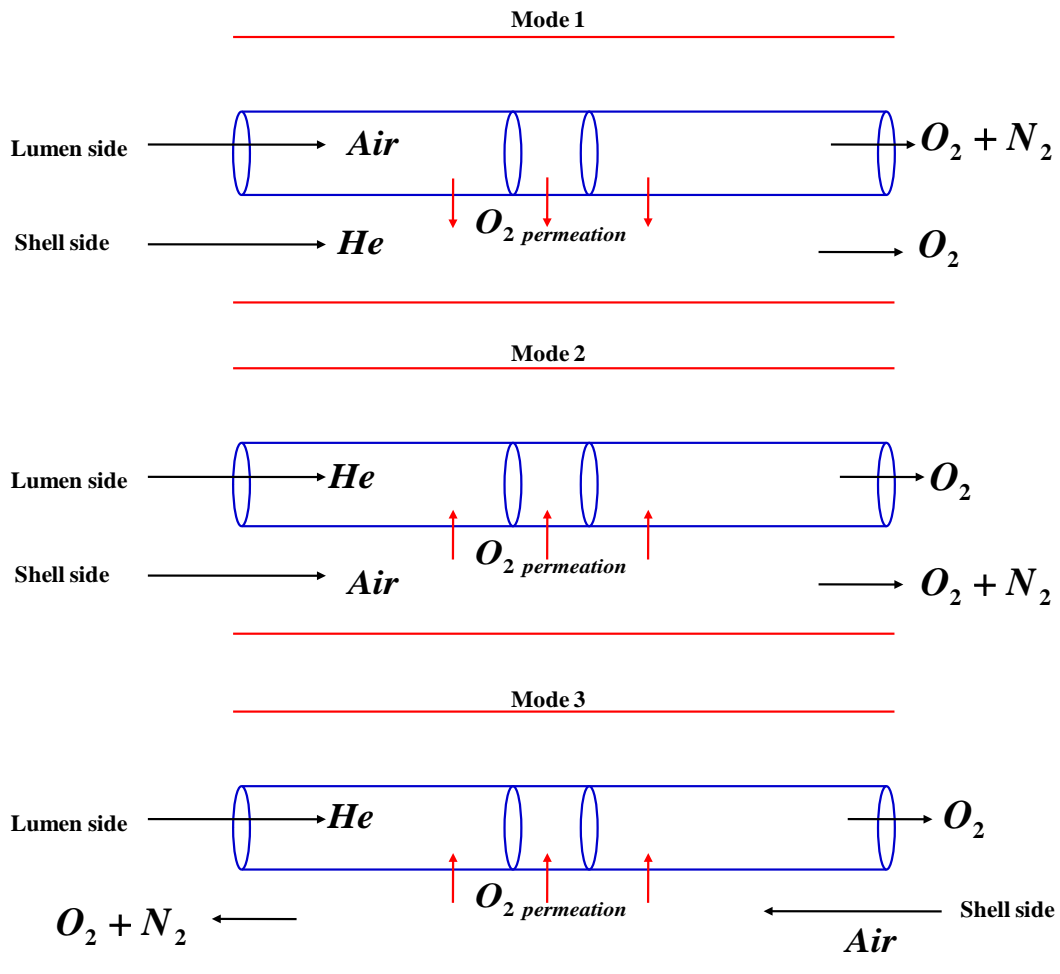 Mode 1
Lumen side Air O₂ + N₂
Shell side He O₂ permeation O₂
Mode 2
Lumen side He O₂
Shell side Air O₂ permeation O₂ + N₂
Mode 3
Lumen side He O₂
O₂ + N₂ O₂ permeation Air Shell side